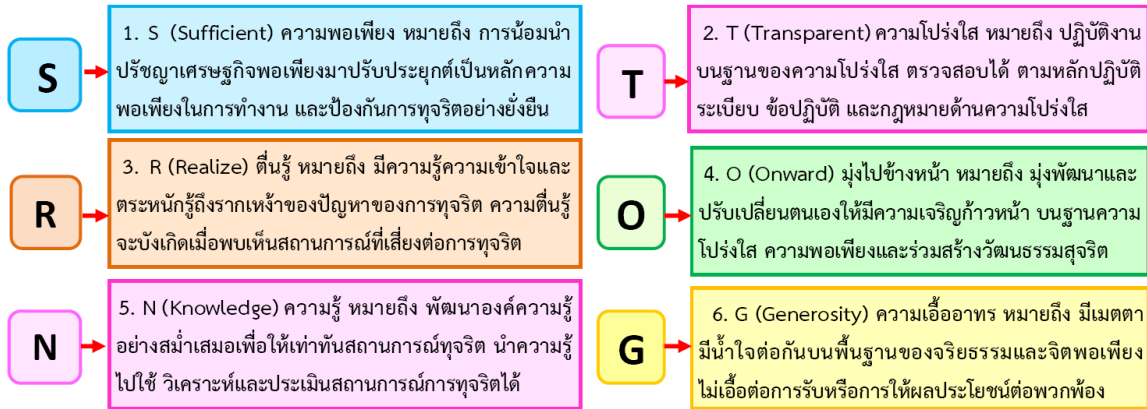 S
1. S (Sufficient) ความพอเพียง หมายถึง การน้อมนำ
ปรัชญาเศรษฐกิจพอเพียงมาปรับประยุกต์เป็นหลักความ
พอเพียงในการทำงาน และป้องกันการทุจริตอย่างยั่งยืน
T
2. T (Transparent) ความโปร่งใส หมายถึง ปฏิบัติงาน
บนฐานของความโปร่งใส ตรวจสอบได้ ตามหลักปฏิบัติ
ระเบียบ ข้อปฏิบัติ และกฎหมายด้านความโปร่งใส
R
3. R (Realize) ตื่นรู้ หมายถึง มีความรู้ความเข้าใจและ
ตระหนักรู้ถึงรากเหง้าของปัญหาของการทุจริต ความตื่นรู้
จะบังเกิดเมื่อพบเห็นสถานการณ์ที่เสี่ยงต่อการทุจริต
O
4. O (Onward) มุ่งไปข้างหน้า หมายถึง มุ่งพัฒนาและ
ปรับเปลี่ยนตนเองให้มีความเจริญก้าวหน้า บนฐานความ
โปร่งใส ความพอเพียงและร่วมสร้างวัฒนธรรมสุจริต
N
5. N (Knowledge) ความรู้ หมายถึง พัฒนาองค์ความรู้
อย่างสม่ำเสมอเพื่อให้เท่าทันสถานการณ์ทุจริต นำความรู้
ไปใช้ วิเคราะห์และประเมินสถานการณ์การทุจริตได้
G
6. G (Generosity) ความเอื้ออาทร หมายถึง มีเมตตา
มีน้ำใจต่อกันบนพื้นฐานของจริยธรรมและจิตพอเพียง
ไม่เอื้อต่อการรับหรือการให้ผลประโยชน์ต่อพวกพ้อง